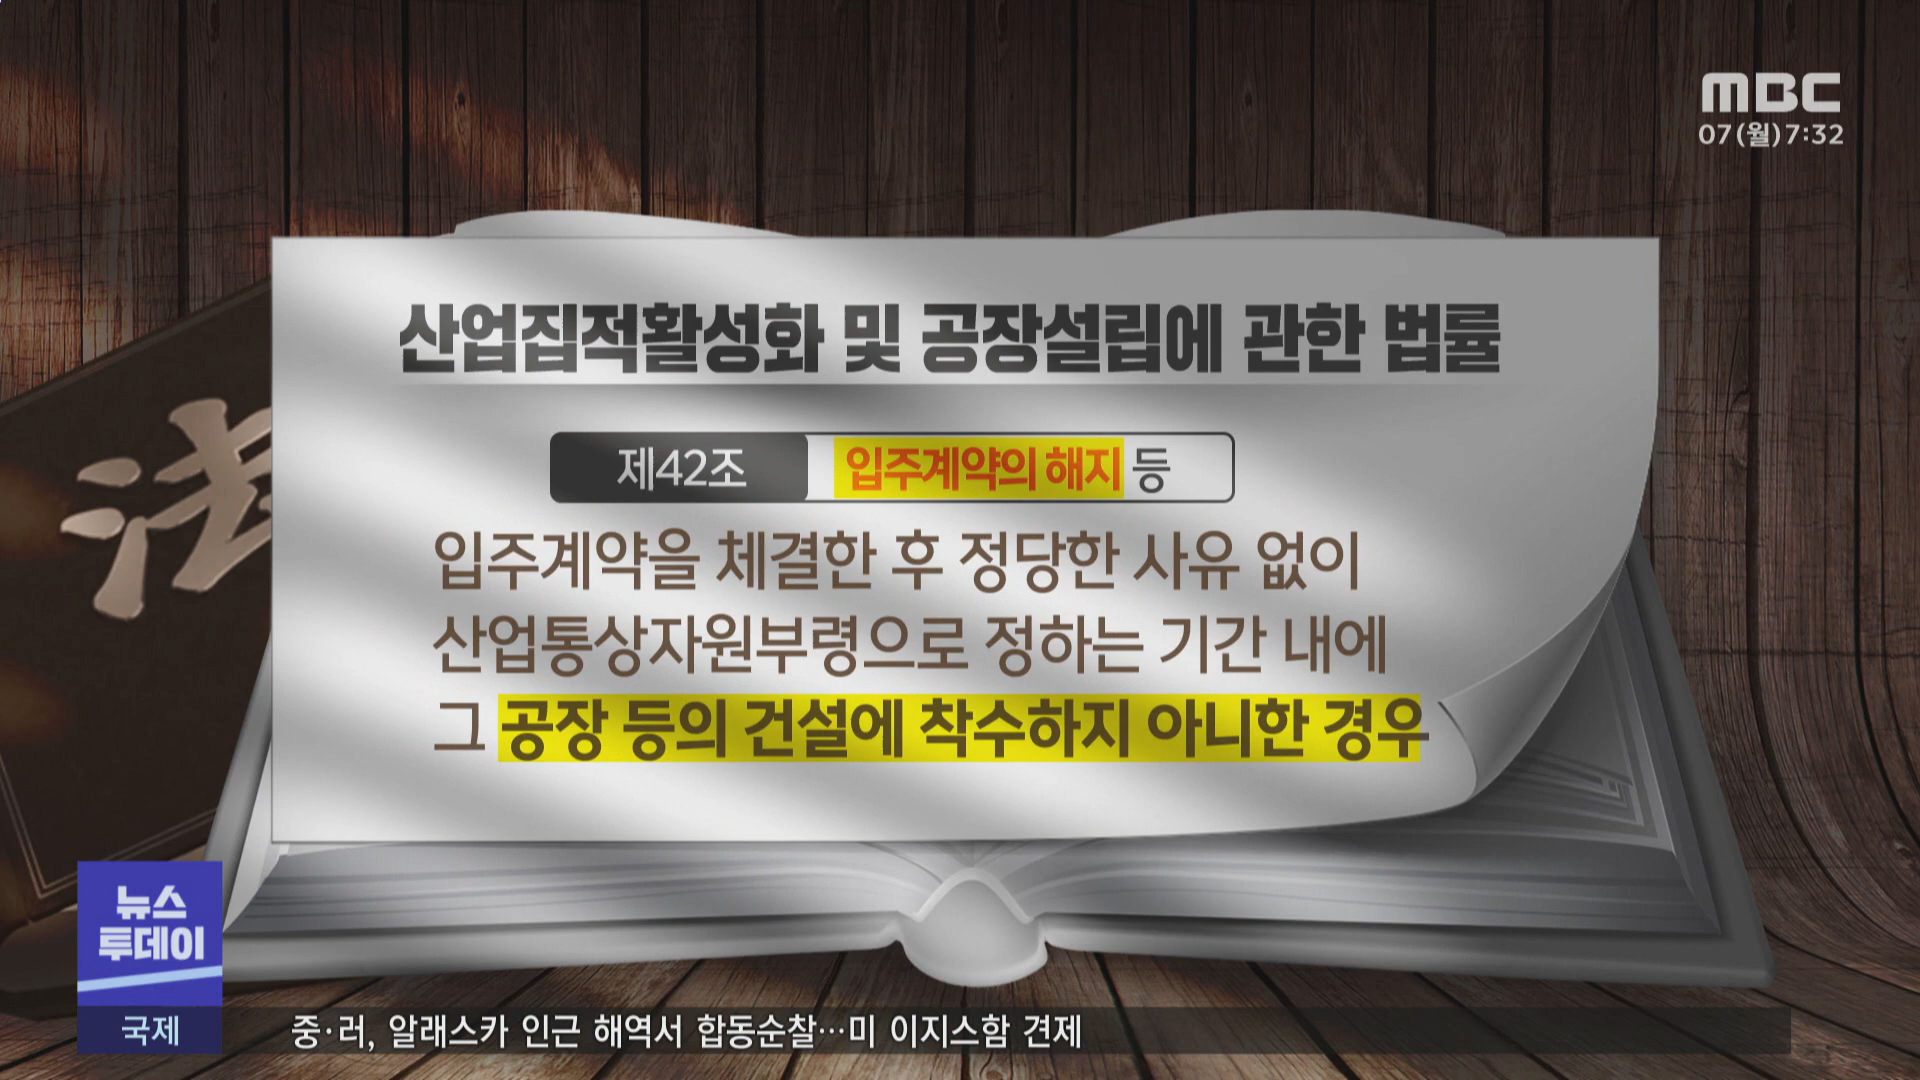 MBC
07(월)7:32
산업집적활성화 및 공장설립에 관한 법률
제42조 입주계약의 해지 등
입주계약을 체결한 후 정당한 사유 없이
산업통상자원부령으로 정하는 기간 내에
그 공장 등의 건설에 착수하지 아니한 경우
法
뉴스
투데이
국제
중·러, 알래스카 인근 해역서 합동순찰…미 이지스함 견제